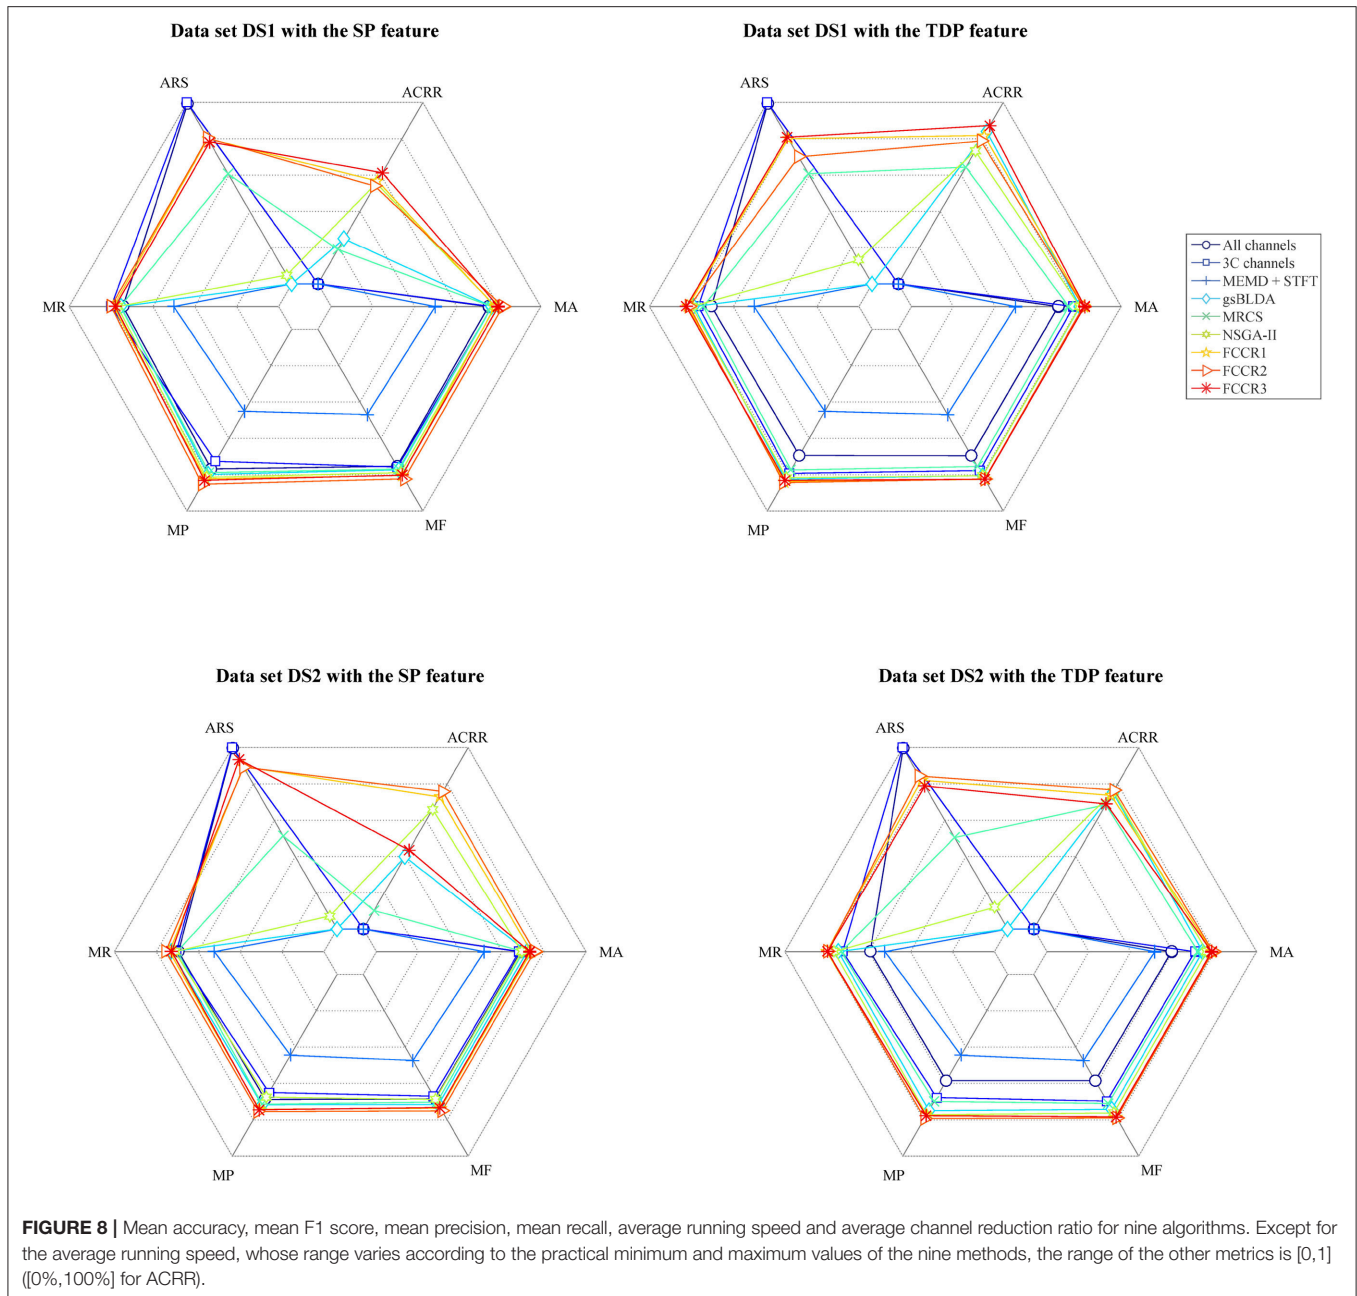 Data set DS1 with the SP feature
Data set DS1 with the TDP feature
ARS
ACRR
MR
MA
MP
MF
ARS
ACRR
MR
MA
MP
MF
All channels
3C channels
MEMD + STFT
gsBLDA
MRCS
NSGA-II
FCCR1
FCCR2
FCCR3
Data set DS2 with the SP feature
Data set DS2 with the TDP feature
ARS
ACRR
MR
MA
MP
MF
ARS
ACRR
MR
MA
MP
MF
FIGURE 8 | Mean accuracy, mean F1 score, mean precision, mean recall, average running speed and average channel reduction ratio for nine algorithms. Except for
the average running speed, whose range varies according to the practical minimum and maximum values of the nine methods, the range of the other metrics is [0,1]
([0%,100%] for ACRR).